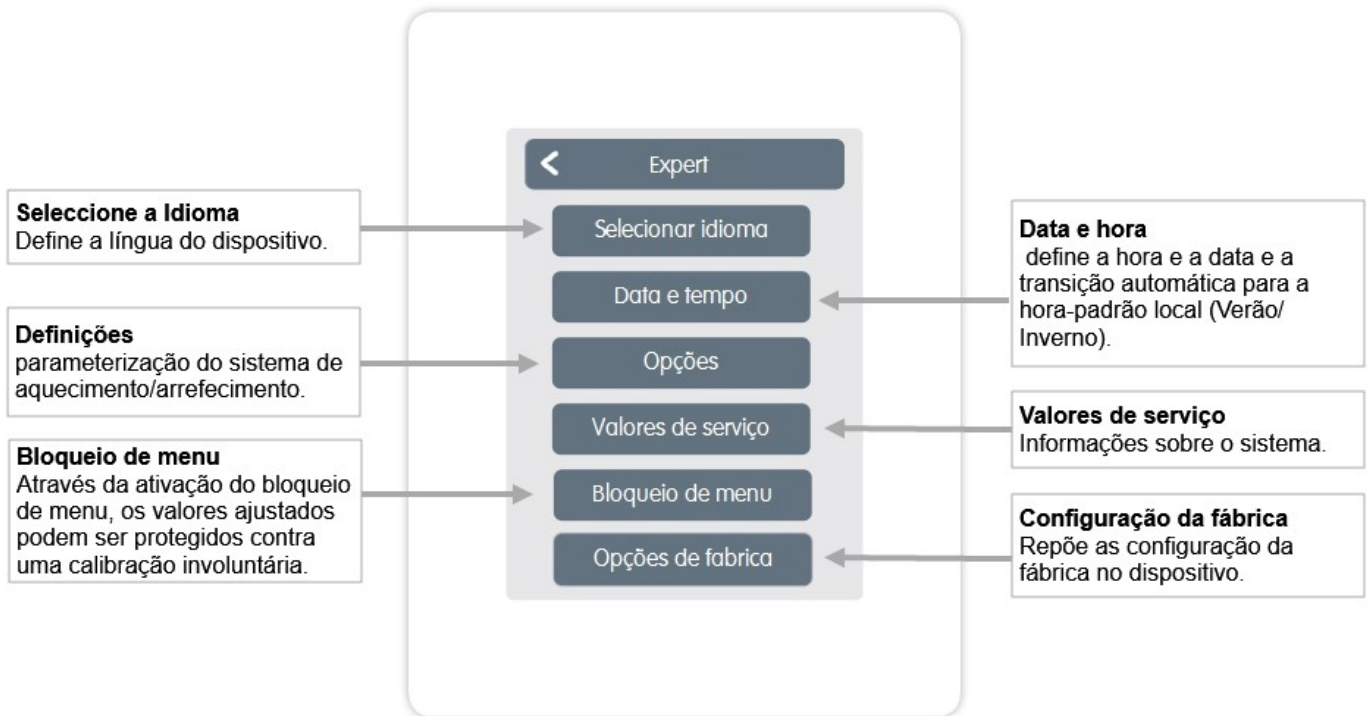 Expert
Selecionar idioma
Data e tempo
Opções
Valores de serviço
Bloqueio de menu
Opções de fabrica
Seleccione a Idioma
Define a língua do dispositivo.
Definições
parameterização do sistema de
aquecimento/arrefecimento.
Bloqueio de menu
Através da ativação do bloqueio
de menu, os valores ajustados
podem ser protegidos contra
uma calibração involuntária.
Data e hora
define a hora e a data e a
transição automática para a
hora-padrão local (Verão/
Inverno).
Valores de serviço
Informações sobre o sistema.
Configuração da fábrica
Repõe as configuração da
fábrica no dispositivo.